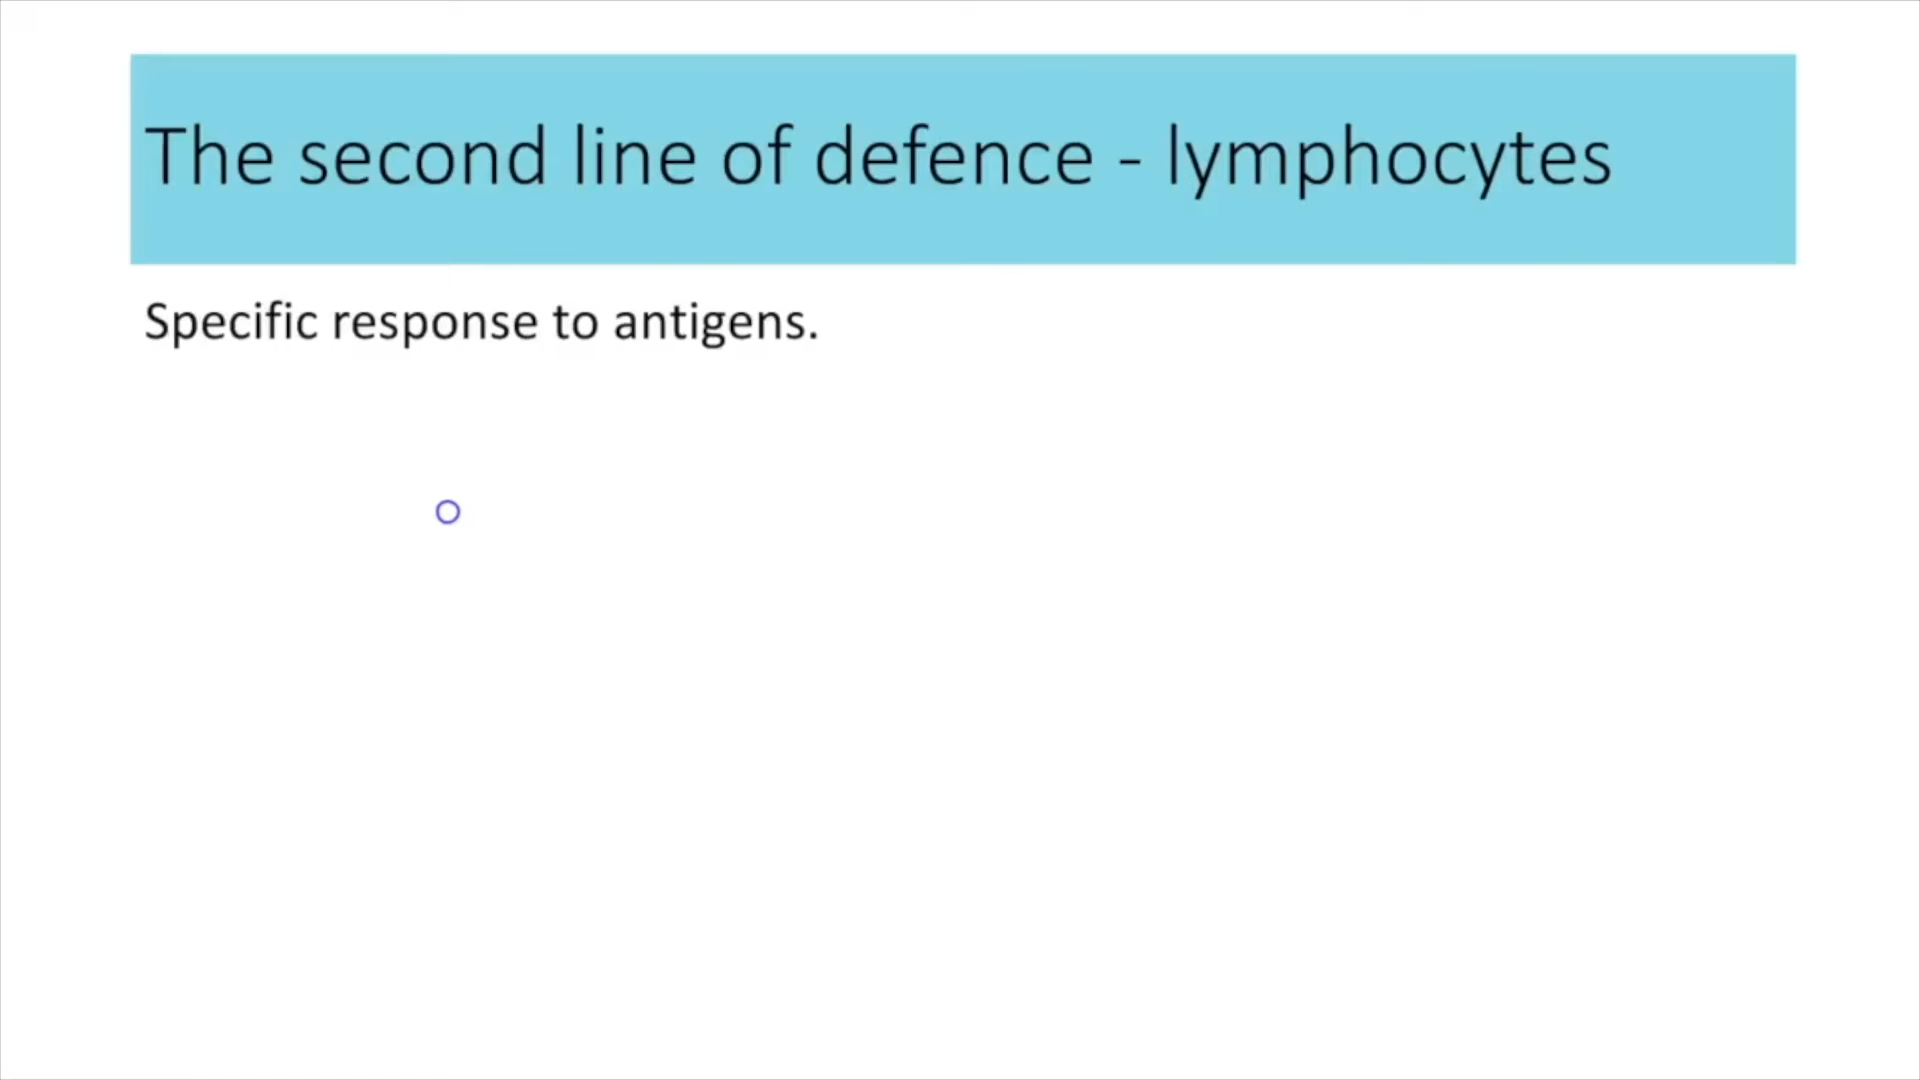 The second line of defence - lymphocytes
Specific response to antigens.